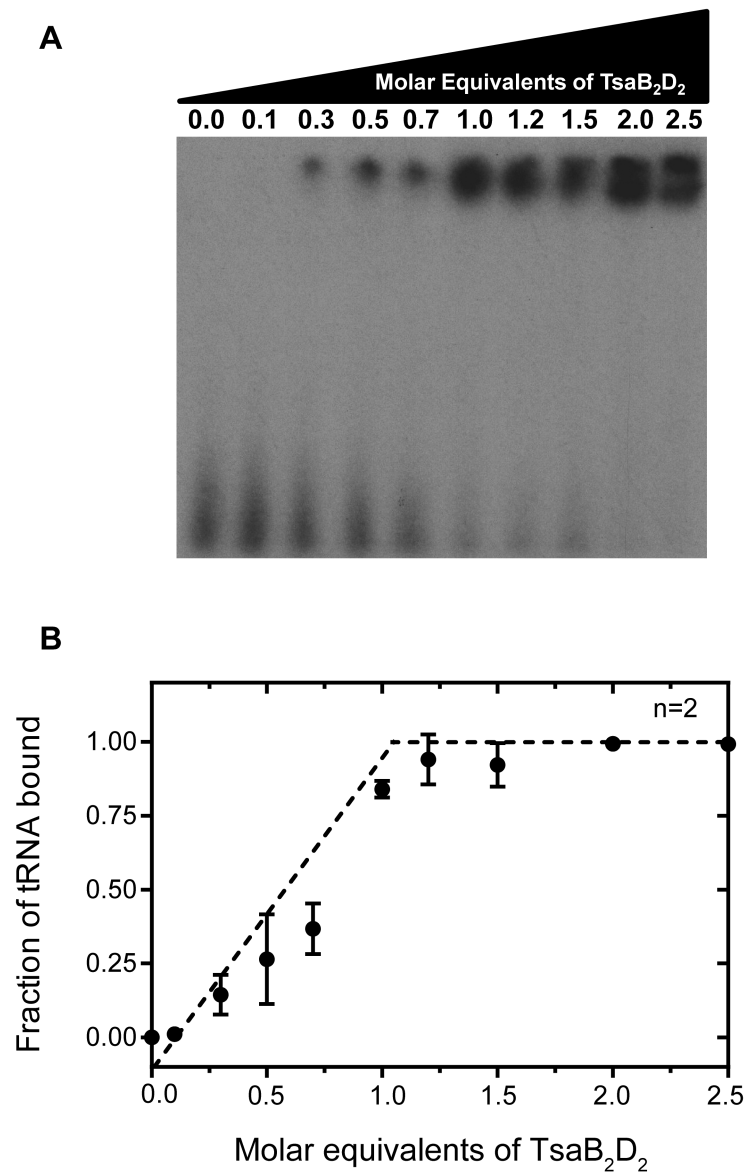 A
Molar Equivalents of TsaB₂D₂
0.0 0.1 0.3 0.5 0.7 1.0 1.2 1.5 2.0 2.5
B
n=2
1.00
0.75
0.50
0.25
0.00
Fraction of tRNA bound
0.0 0.5 1.0 1.5 2.0 2.5
Molar equivalents of TsaB₂D₂